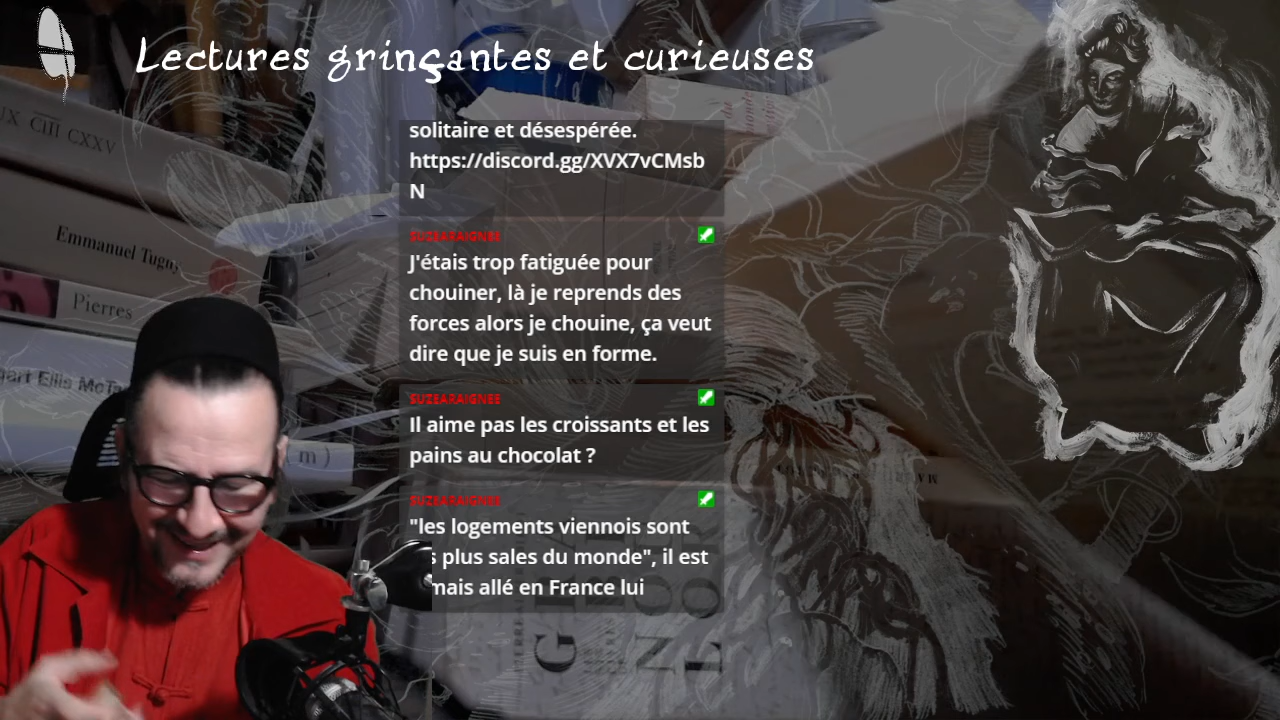 Lectures grinçantes et curieuses
UX CIII CXXV
Emmanuel Tugny
Pierres
solitaire et désespérée.
https://discord.gg/XVX7vCMsb
N
SUZEARAIGNEE
J'étais trop fatiguée pour
chouiner, là je reprends des
forces alors je chouine, ça veut
dire que je suis en forme.
SUZEARAIGNEE
Il aime pas les croissants et les
pains au chocolat ?
SUZEARAIGNEE
"les logements viennois sont
s plus sales du monde", il est
mais allé en France lui